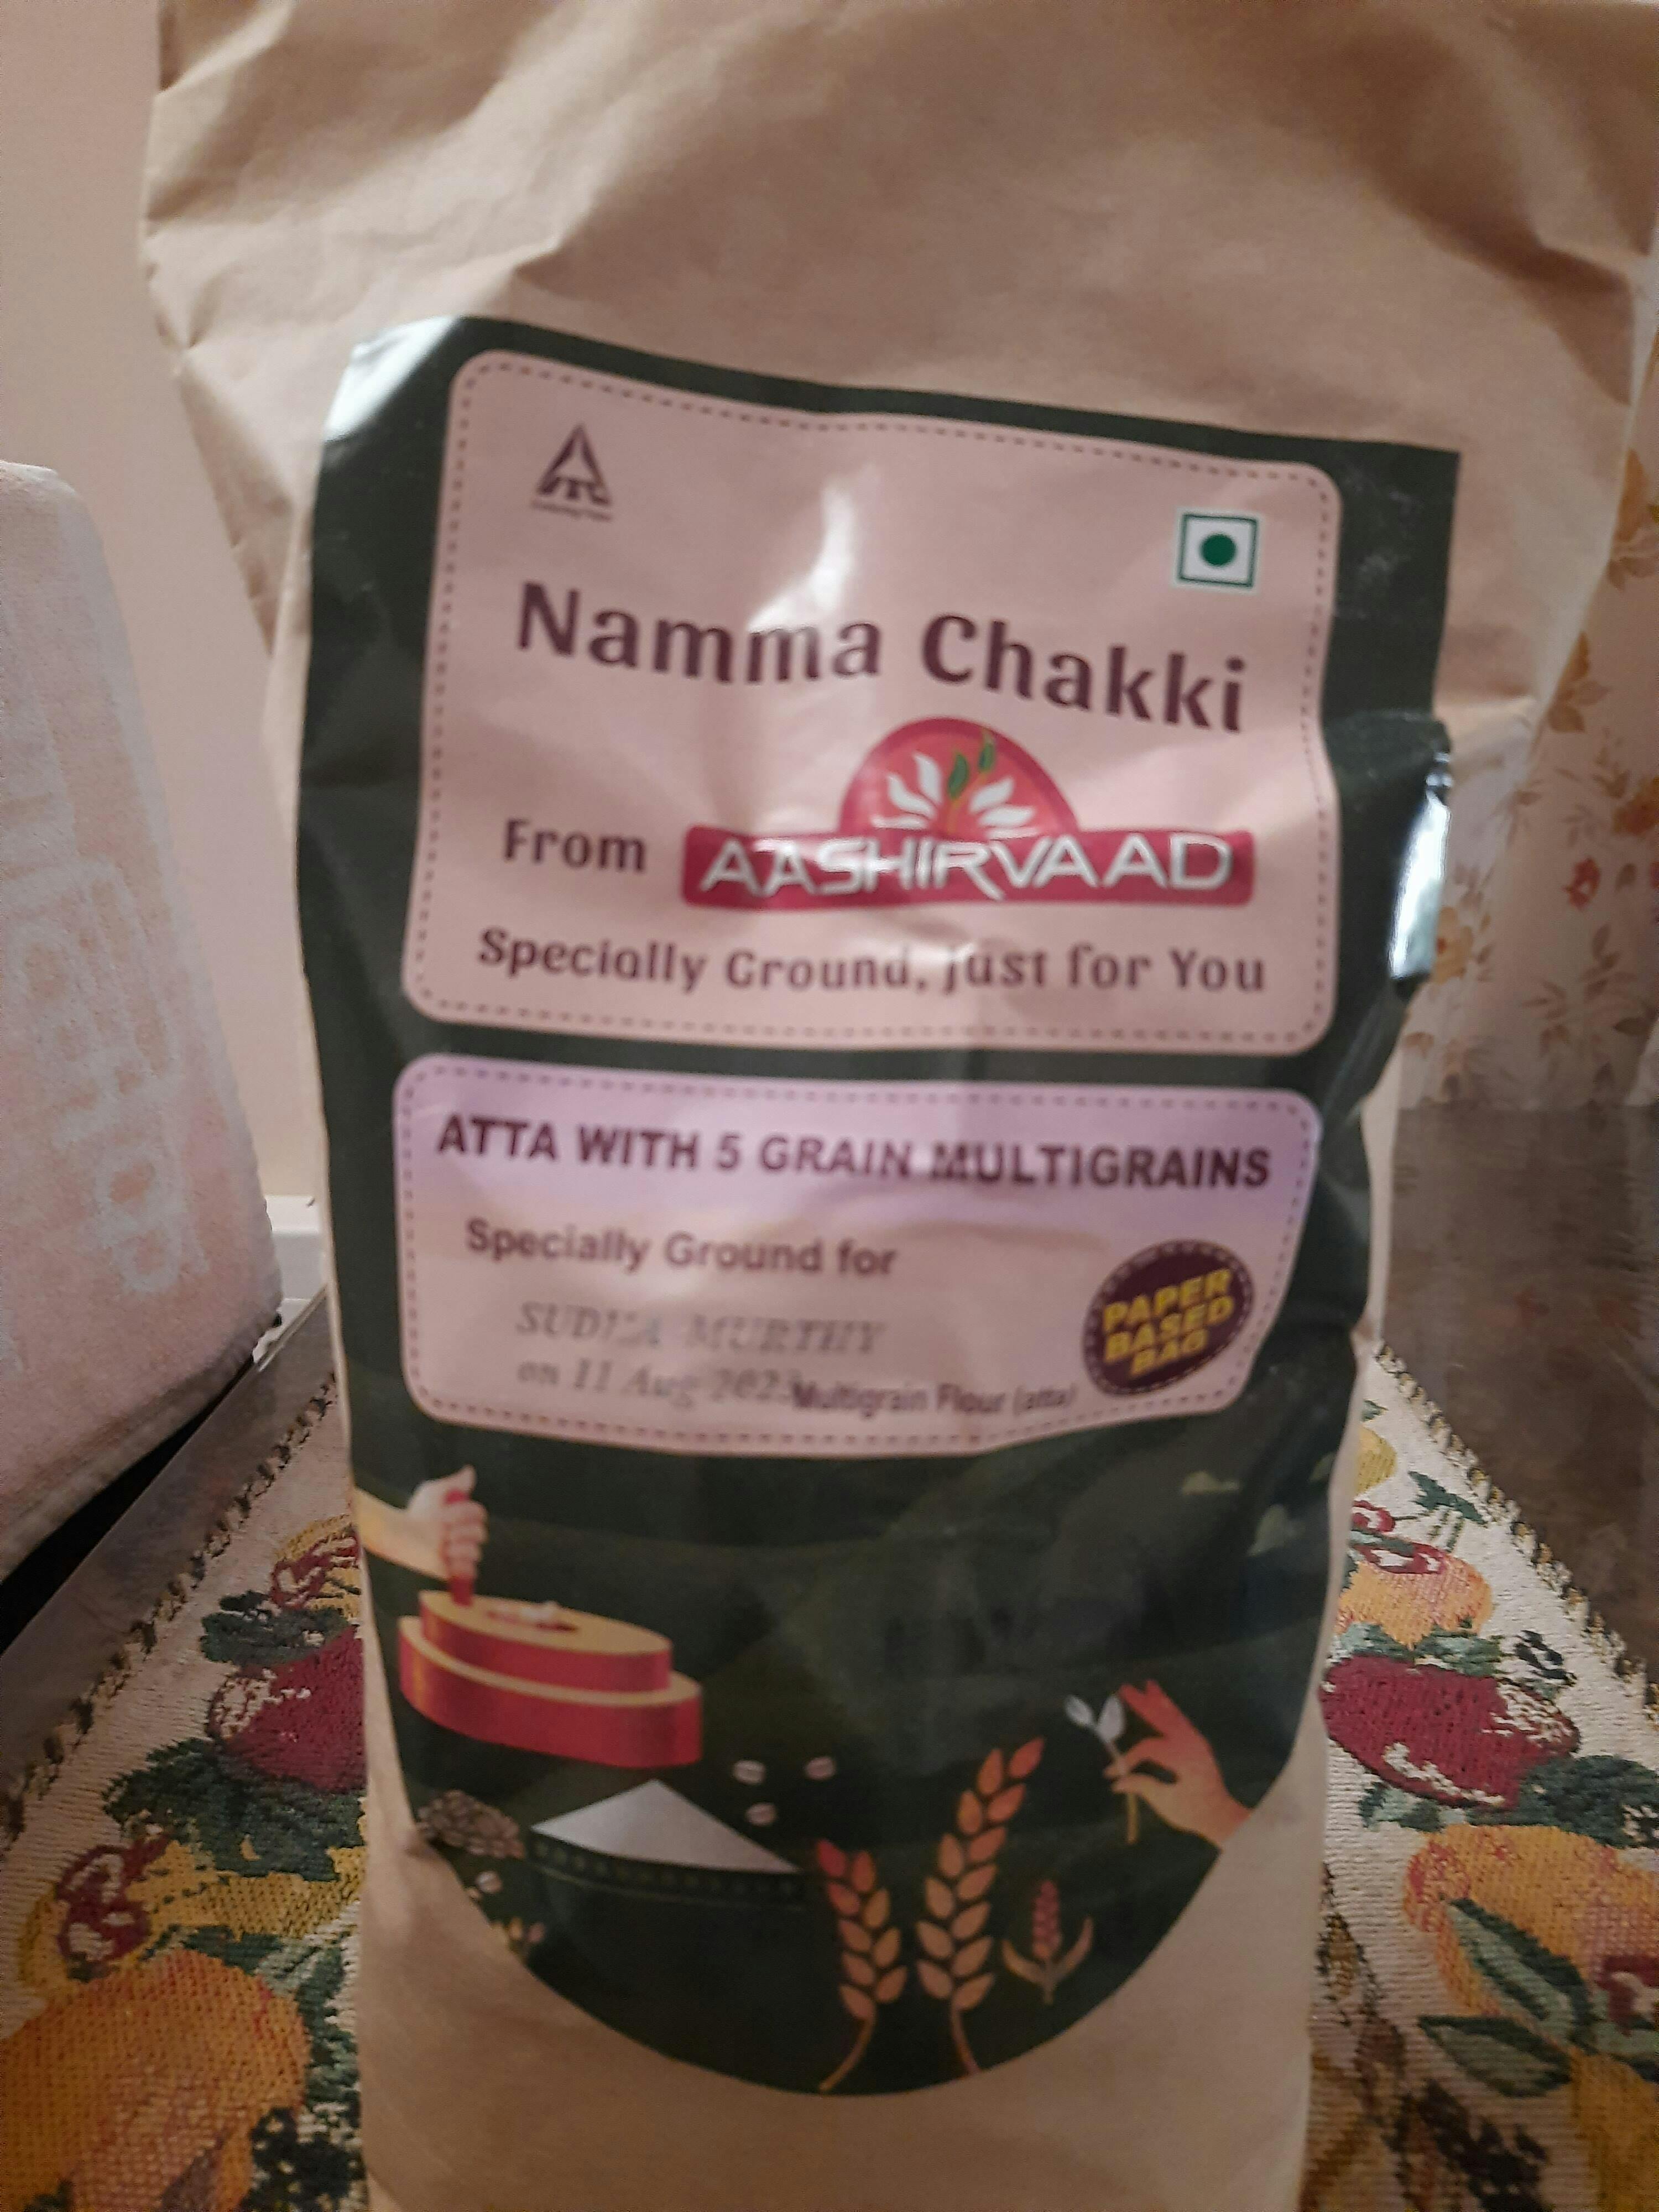 ITC
Namma Chakki
From AASHIRVAAD
Specially Ground, Just for You
ATTA WITH 5 GRAIN MULTIGRAINS
Specially Ground for
MURTHY
on 11 Aug
Multigrain Flour (atta)
PAPER
BASED
BAG